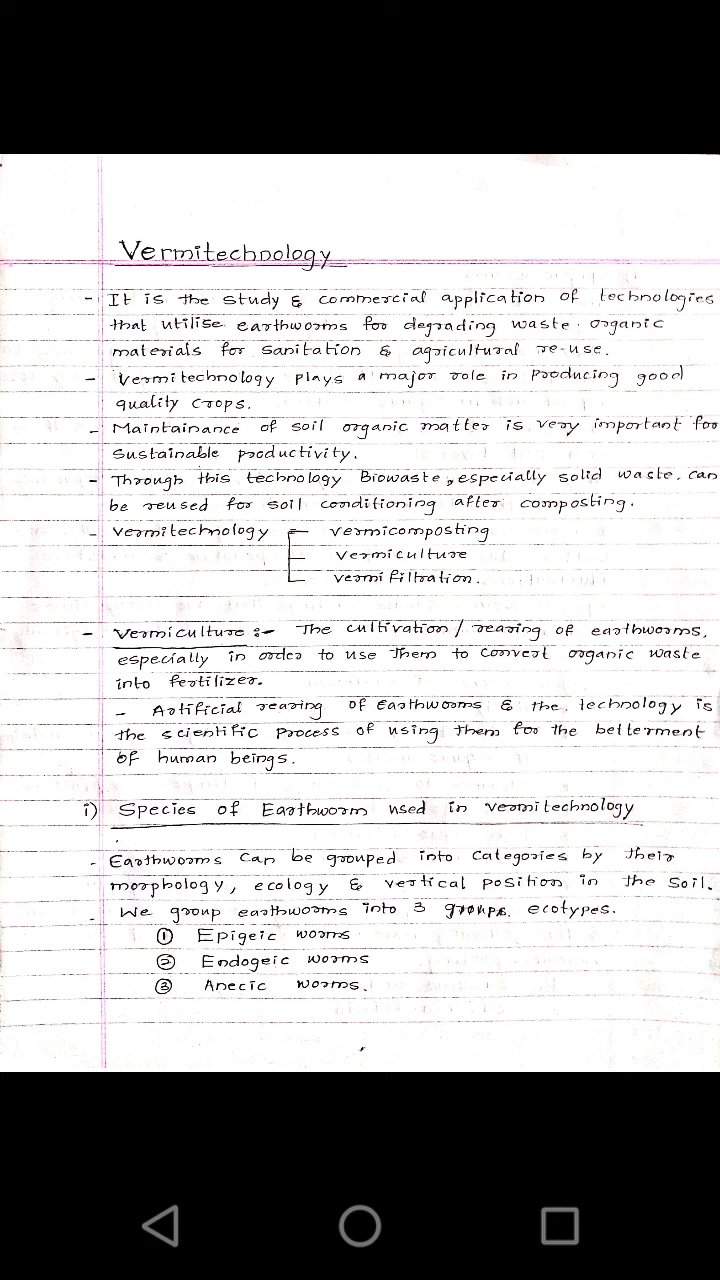 Vermitechnology
- It is the study & commercial application of technologies
that utilise earthworms for degrading waste organic
materials for sanitation & agricultural re-use.
- Vermitechnology plays a major role in producing good
quality crops.
- Maintainance of soil organic matter is very important for
sustainable productivity.
- Through this technology Biowaste, especially solid waste, can
be reused for soil conditioning after composting.
- vermitechnology vermicomposting
vermiculture
vermifiltration.
- Vermiculture :- The cultivation / rearing of earthworms,
especially in order to use them to convert organic waste
into fertilizer.
- Artificial rearing of Earthworms & the technology is
the scientific process of using them for the betterment
of human beings.
i) Species of Earthworm used in vermitechnology
- Earthworms can be grouped into categories by their
morphology, ecology & vertical position in the soil.
- We group earthworms into 3 groups. ecotypes.
① Epigeic worms
② Endogeic worms
③ Anecic worms.